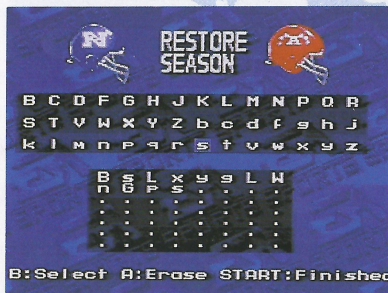 N A
RESTORE
SEASON
B C D F G H J K L M N P Q R
S T V W X Y Z b c d f g h j
k l m n p q r s t v w x y z
B s L x y g L W
n G P s . . . .
. . . . . . . .
. . . . . . . .
. . . . . . . .
. . . . . . . .
B:Select A:Erase START:Finished